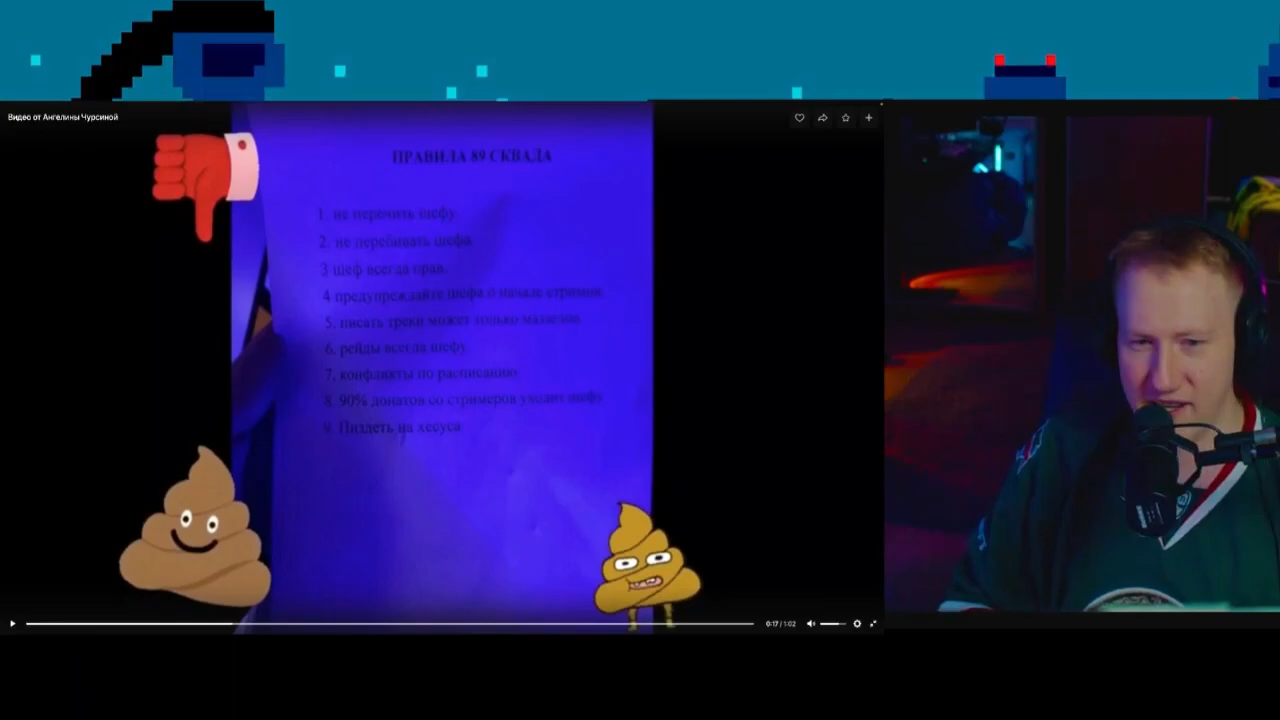 Видео от Ангелины Чурсиной
ПРАВИЛА 89 СКВАДА
1. не перечить шефу.
2. не перебивать шефа.
3 шеф всегда прав.
4 предупреждайте шефа о начале стримов.
5. писать треки может только
6. рейды всегда шефу.
7. конфликты по расписанию
8. 90% донатов со стримеров уходит шефу
9. Пиздеть на хесуса
0:17 / 1:02